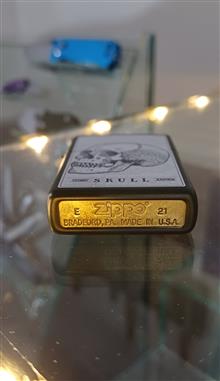 SKULL
E Zippo 21
BRADFORD, PA. MADE IN U.S.A.